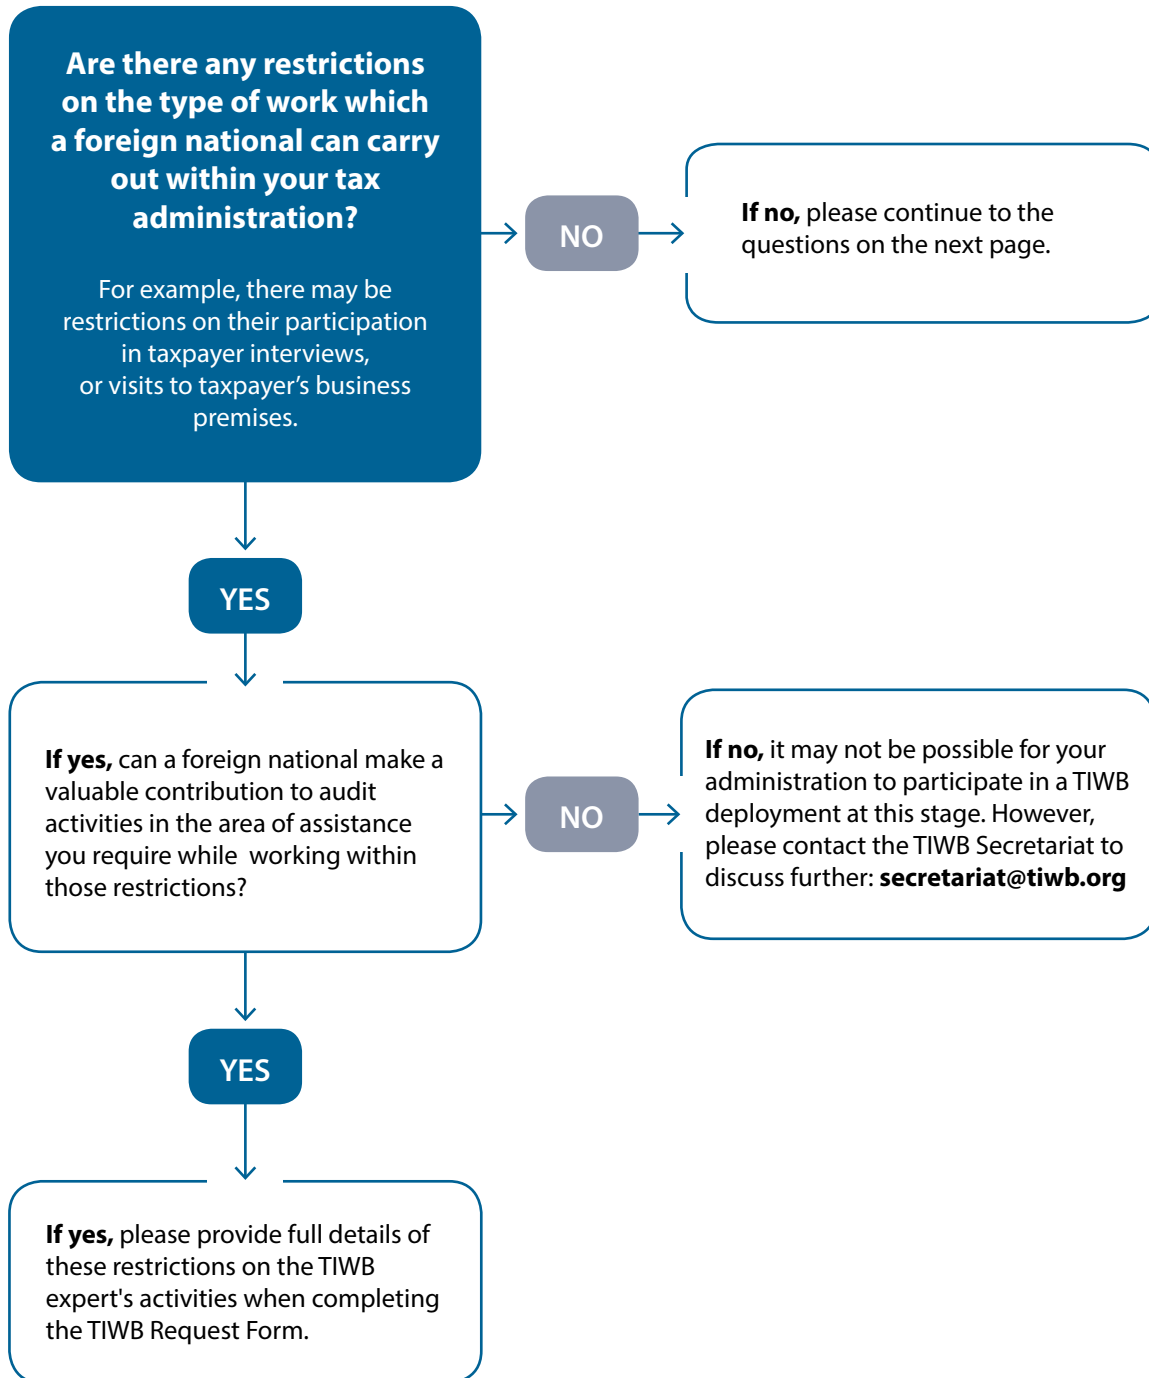 Are there any restrictions
on the type of work which
a foreign national can carry
out within your tax
administration?
For example, there may be
restrictions on their participation
in taxpayer interviews,
or visits to taxpayer’s business
premises.
NO
If no, please continue to the
questions on the next page.
YES
If yes, can a foreign national make a
valuable contribution to audit
activities in the area of assistance
you require while working within
those restrictions?
NO
If no, it may not be possible for your
administration to participate in a TIWB
deployment at this stage. However,
please contact the TIWB Secretariat to
discuss further: secretariat@tiwb.org
YES
If yes, please provide full details of
these restrictions on the TIWB
expert's activities when completing
the TIWB Request Form.